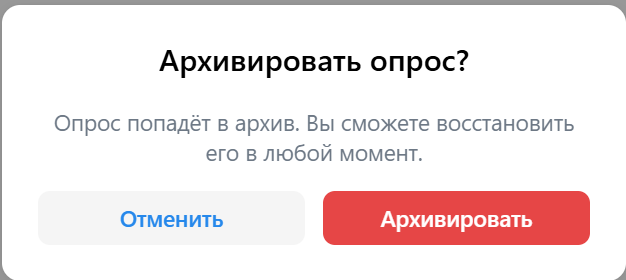 Архивировать опрос?
Опрос попадёт в архив. Вы сможете восстановить
его в любой момент.
Отменить
Архивировать